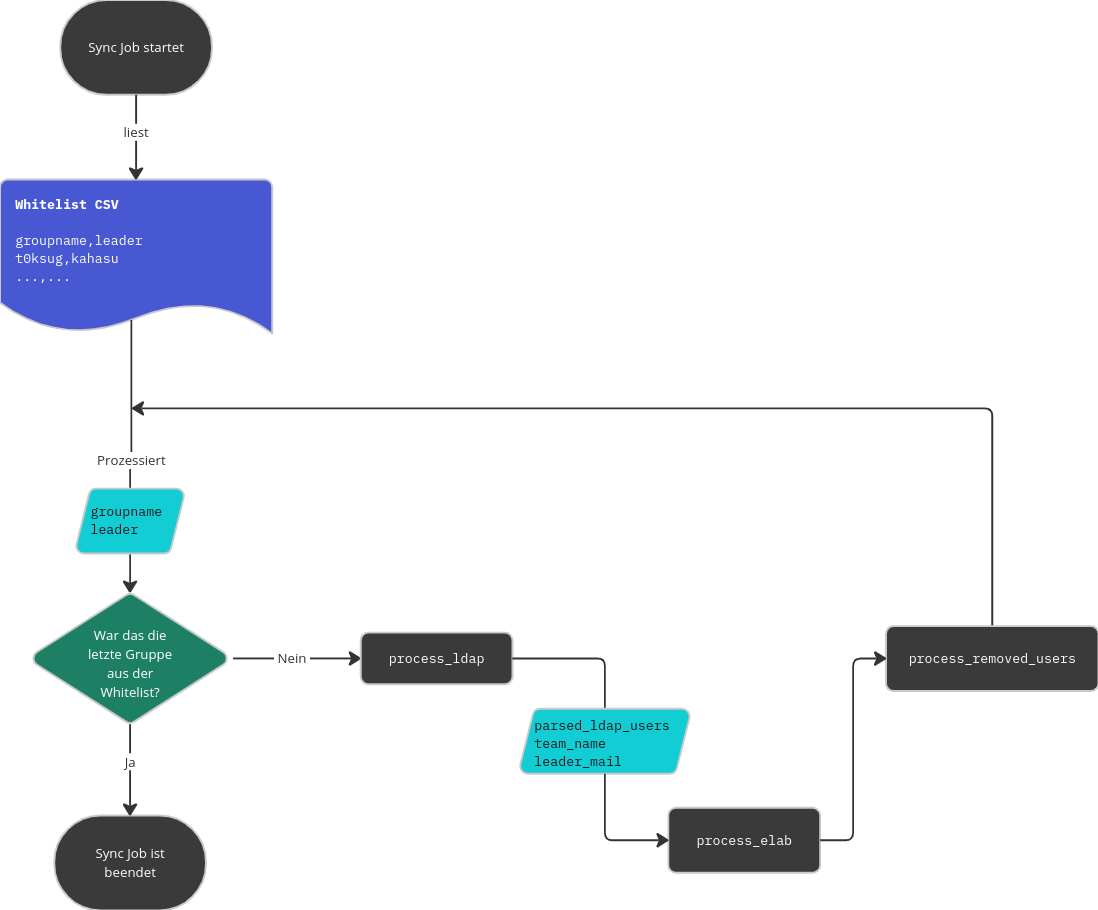 Sync Job startet
liest
Whitelist CSV
groupname,leader
t0ksug,kahasu
...,...
Prozessiert
groupname
leader
War das die
letzte Gruppe
aus der
Whitelist?
Nein
process_ldap
parsed_ldap_users
team_name
leader_mail
process_elab
process_removed_users
Ja
Sync Job ist
beendet